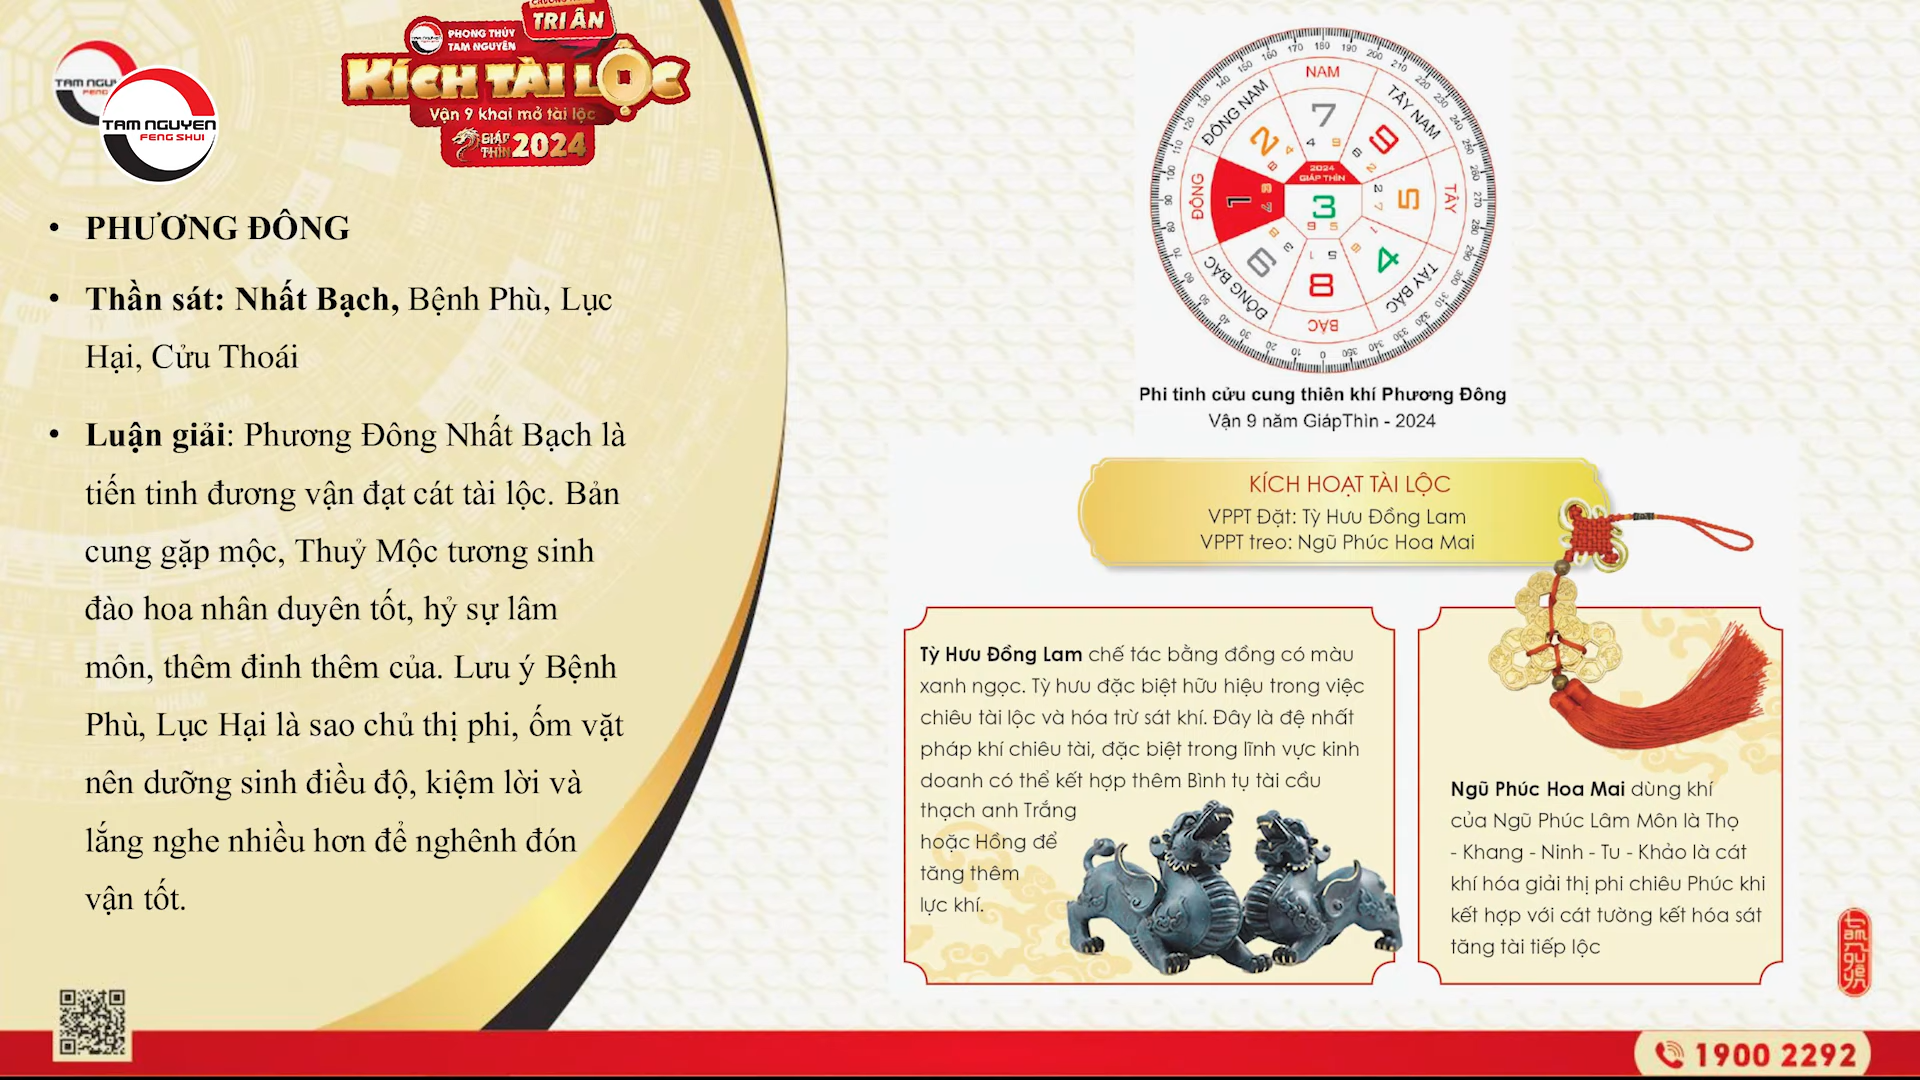 TAM NGUYEN
FENG SHUI
PHONG THỦY
TAM NGUYÊN
TRI ÂN
KÍCH TÀI LỘC
Vận 9 khai mở tài lộc
GIÁP
THÌN 2024
• PHƯƠNG ĐÔNG
• Thần sát: Nhất Bạch, Bệnh Phù, Lục
Hại, Cửu Thoái
• Luận giải: Phương Đông Nhất Bạch là
tiến tinh đương vận đạt cát tài lộc. Bản
cung gặp mộc, Thuỷ Mộc tương sinh
đào hoa nhân duyên tốt, hỷ sự lâm
môn, thêm đinh thêm của. Lưu ý Bệnh
Phù, Lục Hại là sao chủ thị phi, ốm vặt
nên dưỡng sinh điều độ, kiệm lời và
lắng nghe nhiều hơn để nghênh đón
vận tốt.
NAM
TÂY NAM
TÂY
TÂY BẮC
BẮC
ĐÔNG BẮC
ĐÔNG
ĐÔNG NAM
7
4 9
2
9
1
2024
GIÁP THÌN
3
9 5
5
2
7
6
8
1 5
4
Phi tinh cửu cung thiên khí Phương Đông
Vận 9 năm GiápThìn - 2024
KÍCH HOẠT TÀI LỘC
VPPT Đặt: Tỳ Hưu Đồng Lam
VPPT treo: Ngũ Phúc Hoa Mai
Tỳ Hưu Đồng Lam chế tác bằng đồng có màu
xanh ngọc. Tỳ hưu đặc biệt hữu hiệu trong việc
chiêu tài lộc và hóa trừ sát khí. Đây là đệ nhất
pháp khí chiêu tài, đặc biệt trong lĩnh vực kinh
doanh có thể kết hợp thêm Bình tụ tài cầu
thạch anh Trắng
hoặc Hồng để
tăng thêm
lực khí.
Ngũ Phúc Hoa Mai dùng khí
của Ngũ Phúc Lâm Môn là Thọ
- Khang - Ninh - Tu - Khảo là cát
khí hóa giải thị phi chiêu Phúc khi
kết hợp với cát tường kết hóa sát
tăng tài tiếp lộc
1900 2292